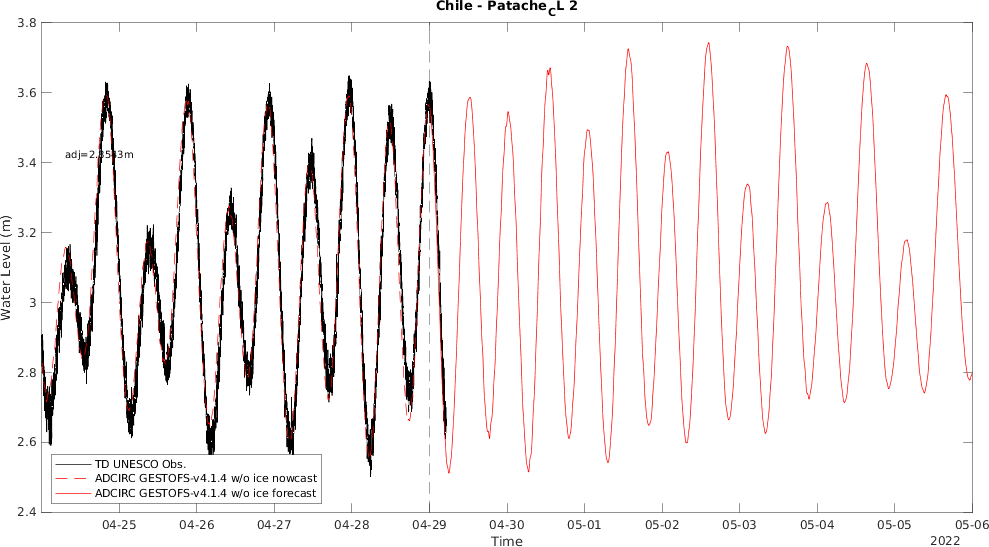 Chile - Patache_CL 2
3.8
3.6
3.4
3.2
3
2.8
2.6
2.4
Water Level (m)
adj=2.3543m
TD UNESCO Obs.
ADCIRC GESTOFS-v4.1.4 w/o ice nowcast
ADCIRC GESTOFS-v4.1.4 w/o ice forecast
04-25 04-26 04-27 04-28 04-29 04-30 05-01 05-02 05-03 05-04 05-05 05-06
Time
2022